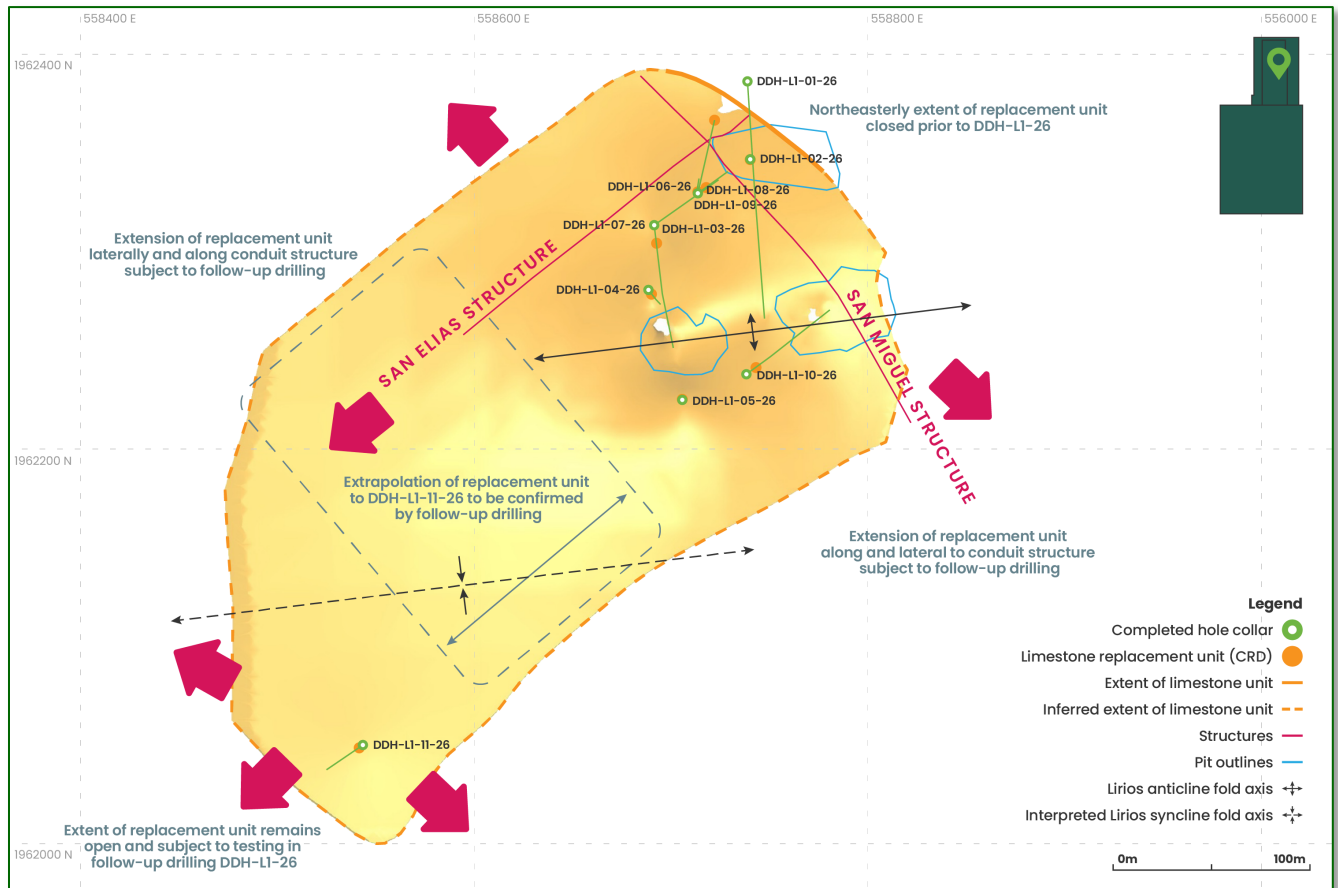 558400 E
558600 E
558800 E
556000 E
1962400 N
DDH-L1-01-26
Northeasterly extent of replacement unit
closed prior to DDH-L1-26
DDH-L1-02-26
DDH-L1-06-26
DDH-L1-08-26
DDH-L1-09-26
DDH-L1-07-26
DDH-L1-03-26
Extension of replacement unit
laterally and along conduit structure
subject to follow-up drilling
SAN ELIAS STRUCTURE
DDH-L1-04-26
SAN MIGUEL STRUCTURE
DDH-L1-10-26
DDH-L1-05-26
1962200 N
Extrapolation of replacement unit
to DDH-L1-11-26 to be confirmed
by follow-up drilling
Extension of replacement unit
along and lateral to conduit structure
subject to follow-up drilling
DDH-L1-11-26
Extent of replacement unit remains
open and subject to testing in
follow-up drilling DDH-L1-26
1962000 N
Legend
Completed hole collar
Limestone replacement unit (CRD)
Extent of limestone unit
Inferred extent of limestone unit
Structures
Pit outlines
Lirios anticline fold axis
Interpreted Lirios syncline fold axis
0m 100m